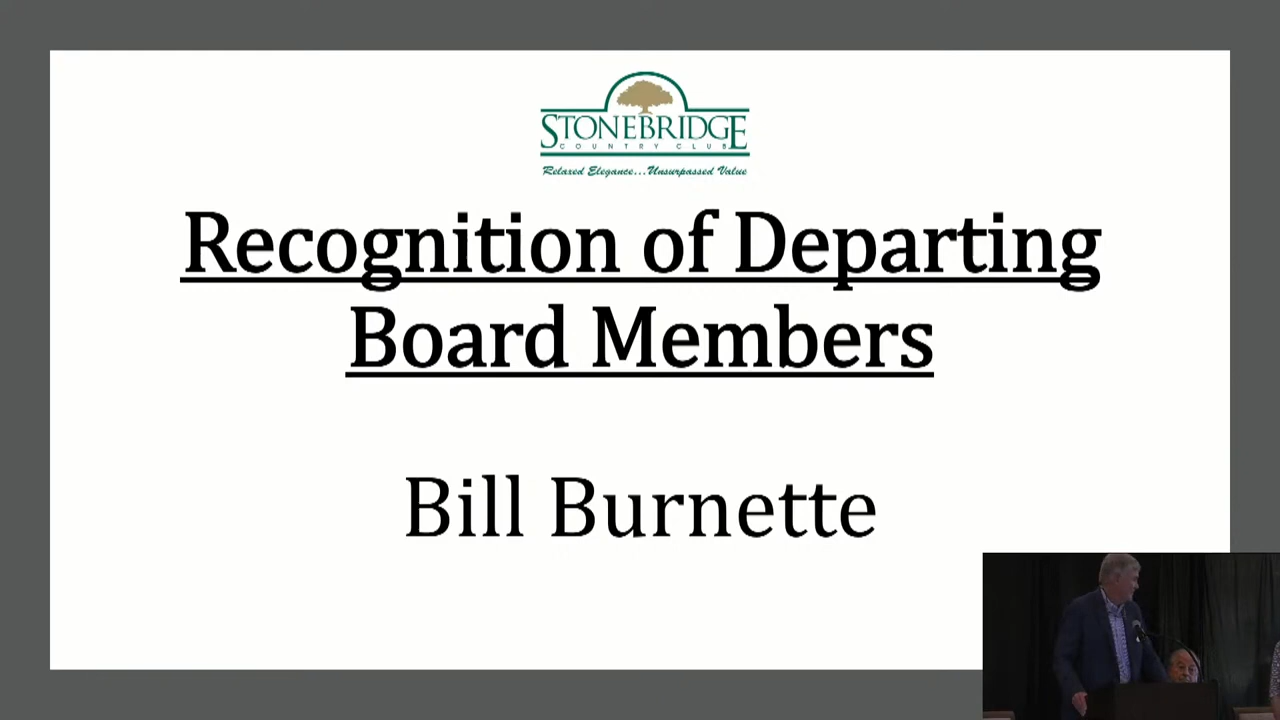 STONEBRIDGE
COUNTRY CLUB
Relaxed Elegance...Unsurpassed Value
Recognition of Departing
Board Members
Bill Burnette